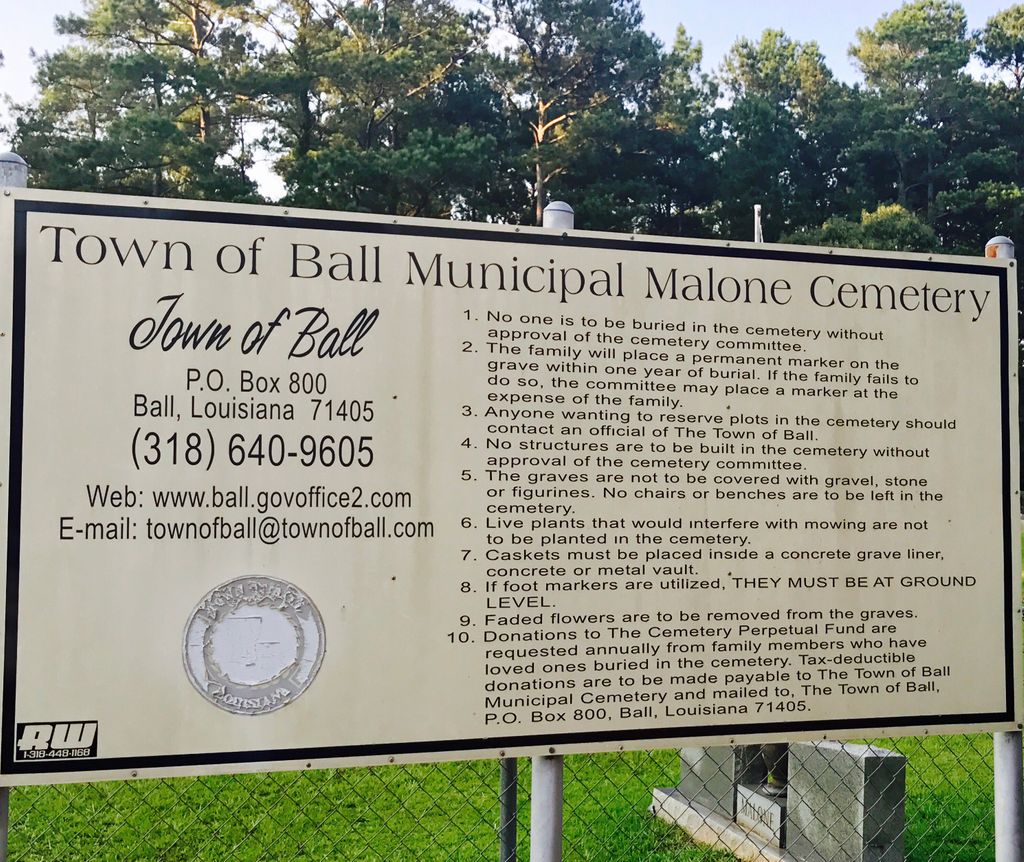 Town of Ball Municipal Malone Cemetery
Town of Ball
P.O. Box 800
Ball, Louisiana 71405
(318) 640-9605
Web: www.ball.govoffice2.com
E-mail: townofball@townofball.com
LOUISIANA
RW
1-318-448-1168
1. No one is to be buried in the cemetery without
approval of the cemetery committee.
2. The family will place a permanent marker on the
grave within one year of burial. If the family fails to
do so, the committee may place a marker at the
expense of the family.
3. Anyone wanting to reserve plots in the cemetery should
contact an official of The Town of Ball.
4. No structures are to be built in the cemetery without
approval of the cemetery committee.
5. The graves are not to be covered with gravel, stone
or figurines. No chairs or benches are to be left in the
cemetery.
6. Live plants that would interfere with mowing are not
to be planted in the cemetery.
7. Caskets must be placed inside a concrete grave liner,
concrete or metal vault.
8. If foot markers are utilized, THEY MUST BE AT GROUND
LEVEL.
9. Faded flowers are to be removed from the graves.
10. Donations to The Cemetery Perpetual Fund are
requested annually from family members who have
loved ones buried in the cemetery. Tax-deductible
donations are to be made payable to The Town of Ball
Municipal Cemetery and mailed to, The Town of Ball,
P.O. Box 800, Ball, Louisiana 71405.
MALONE